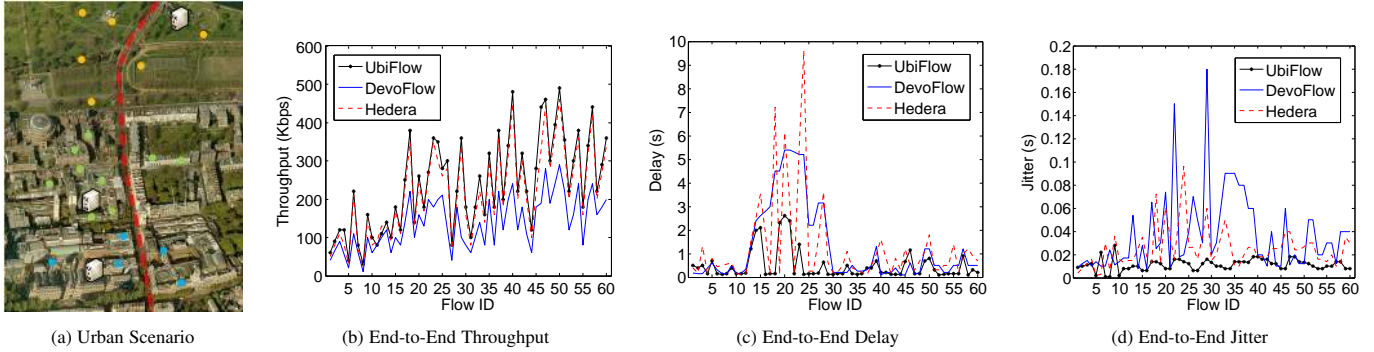 600
500
400
300
200
100
0
Throughput (Kbps)
UbiFlow
DevoFlow
Hedera
5 10 15 20 25 30 35 40 45 50 55 60
Flow ID
10
9
8
7
6
5
4
3
2
1
0
Delay (s)
UbiFlow
DevoFlow
Hedera
5 10 15 20 25 30 35 40 45 50 55 60
Flow ID
0.2
0.18
0.16
0.14
0.12
0.1
0.08
0.06
0.04
0.02
0
Jitter (s)
UbiFlow
DevoFlow
Hedera
5 10 15 20 25 30 35 40 45 50 55 60
Flow ID
(a) Urban Scenario
(b) End-to-End Throughput
(c) End-to-End Delay
(d) End-to-End Jitter